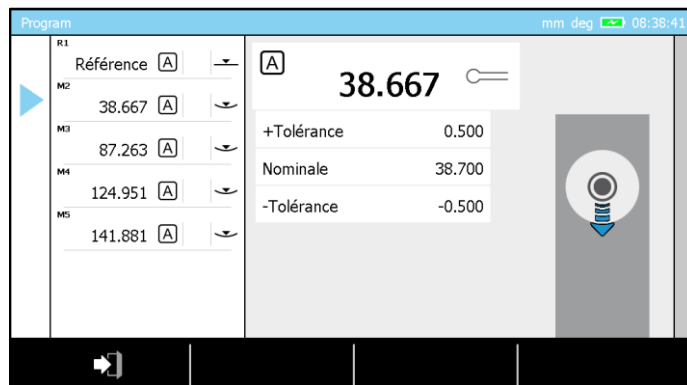 Program
mm deg 08:38:41
R1
Référence A
M2
38.667 A
M3
87.263 A
M4
124.951 A
M5
141.881 A
A
38.667
+Tolérance 0.500
Nominale 38.700
-Tolérance -0.500